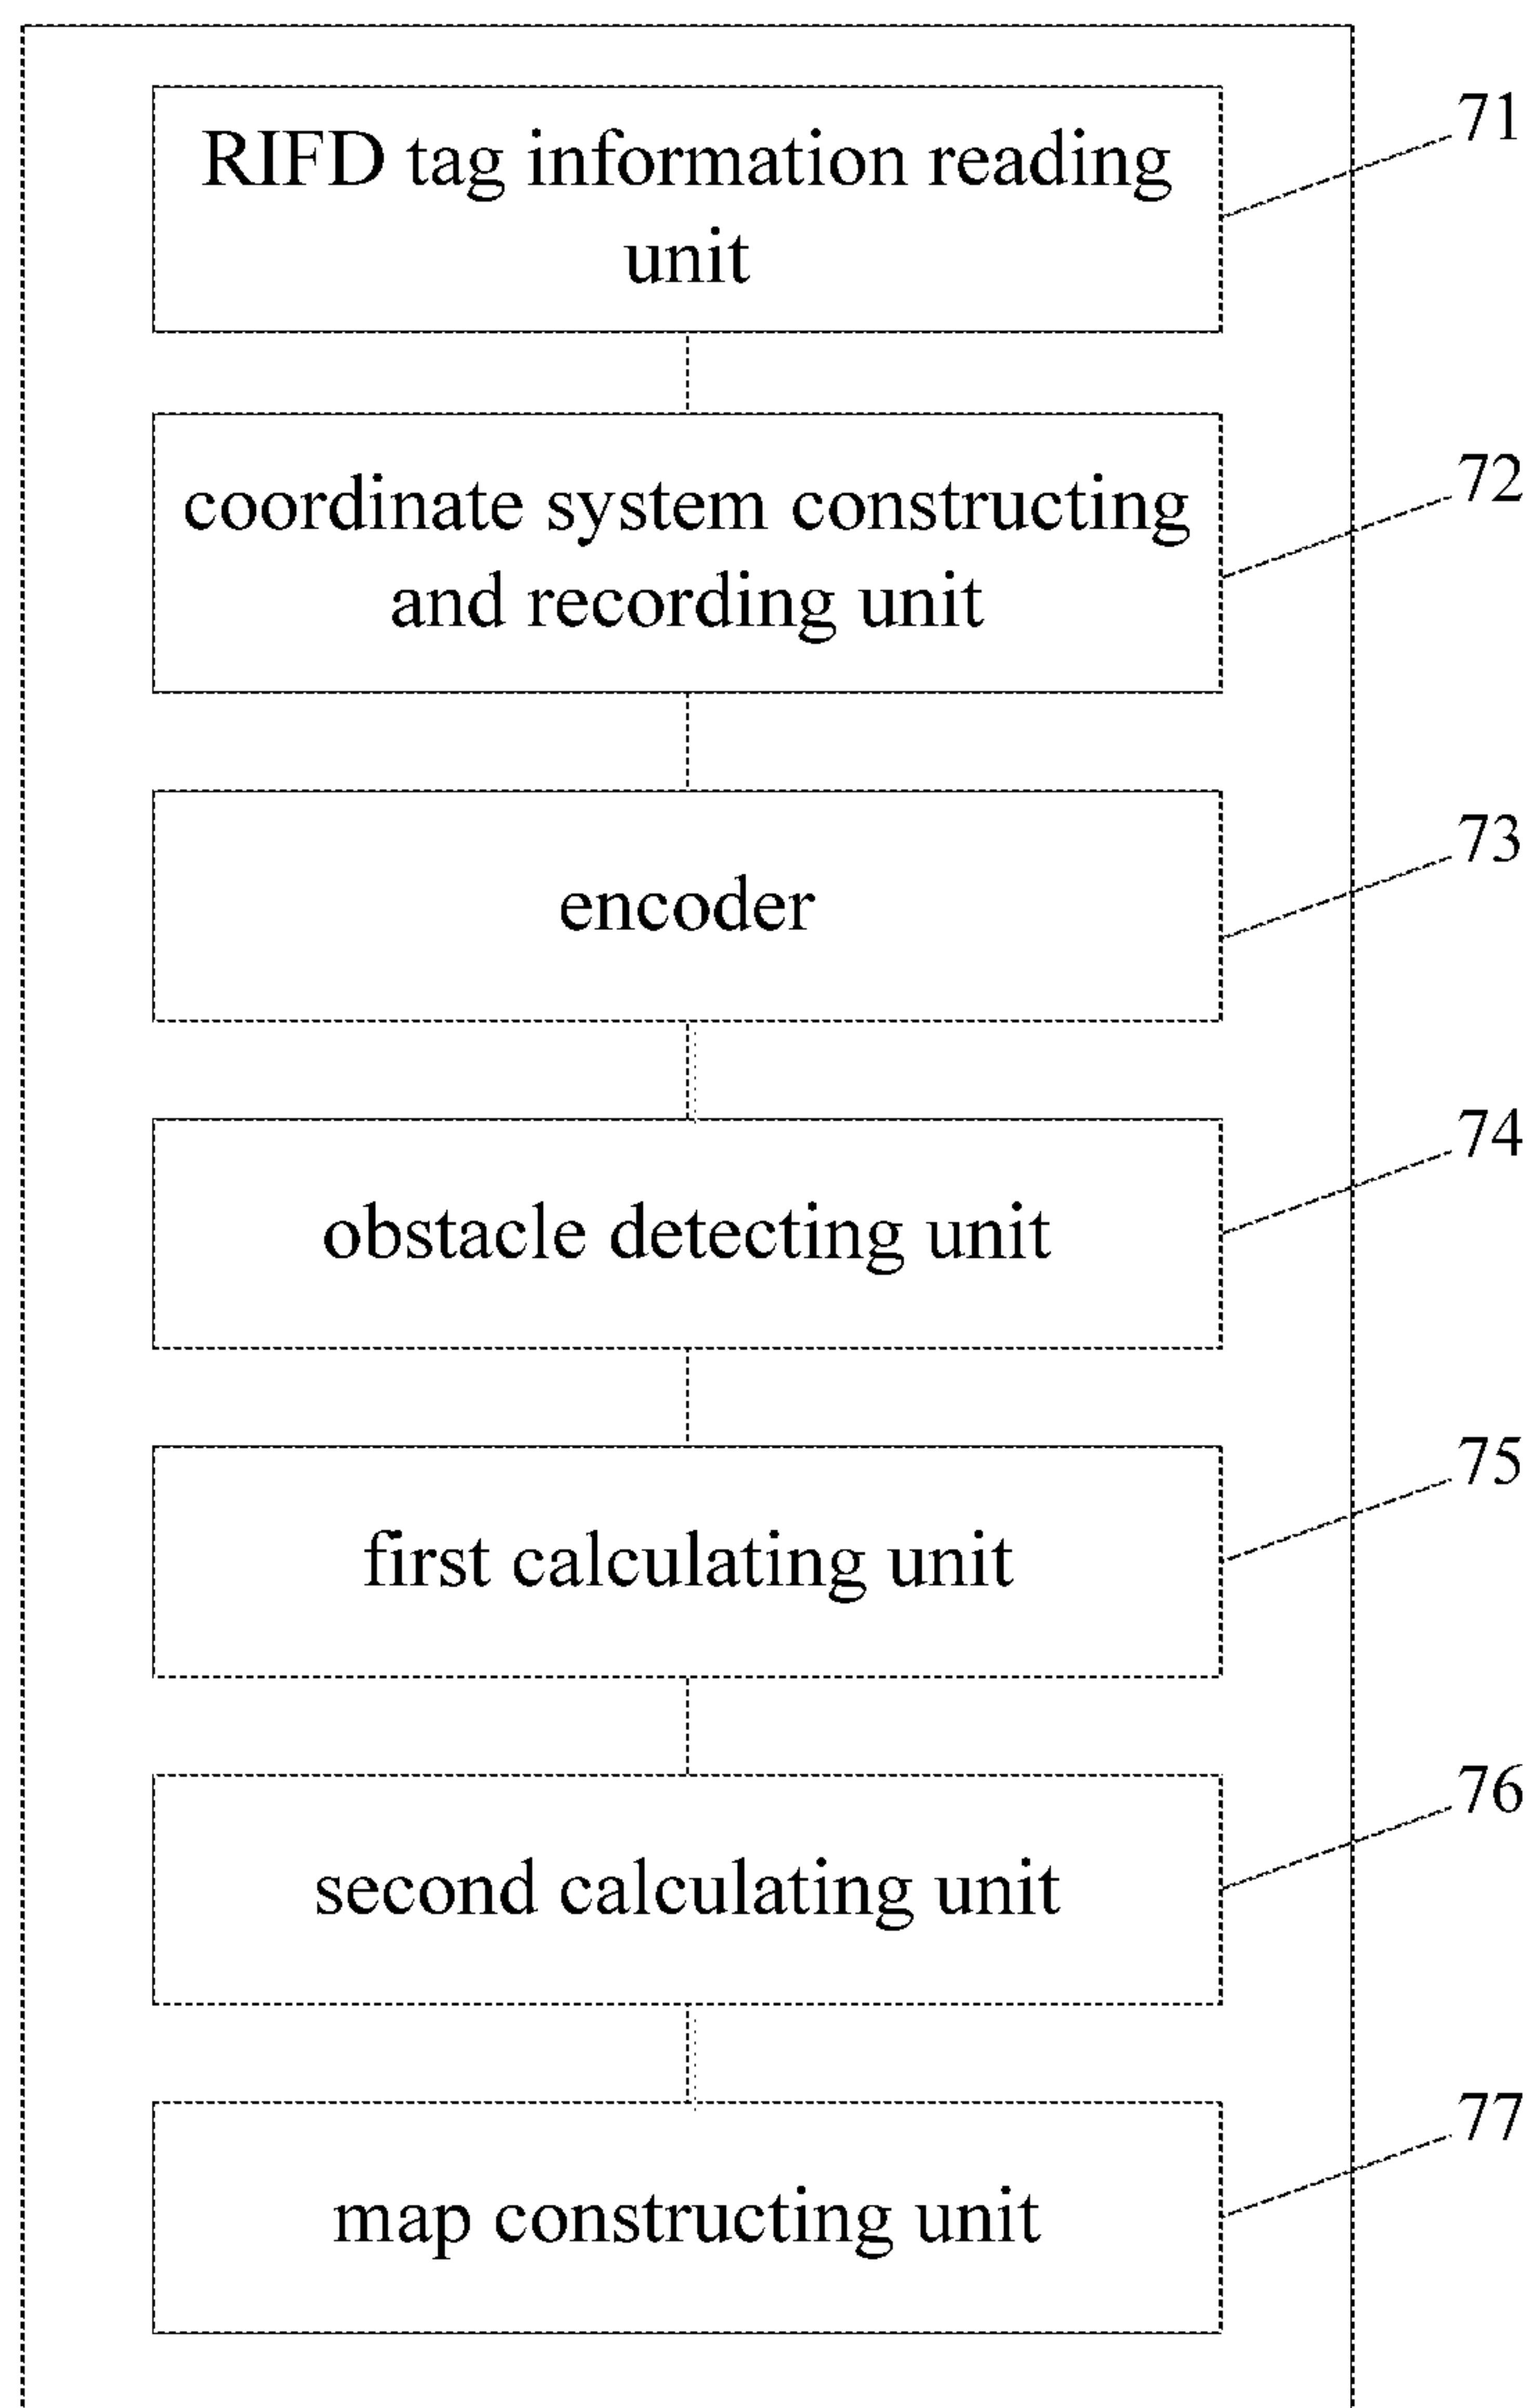 RIFD tag information reading
unit
71
coordinate system constructing
and recording unit
72
encoder
73
obstacle detecting unit
74
first calculating unit
75
second calculating unit
76
map constructing unit
77